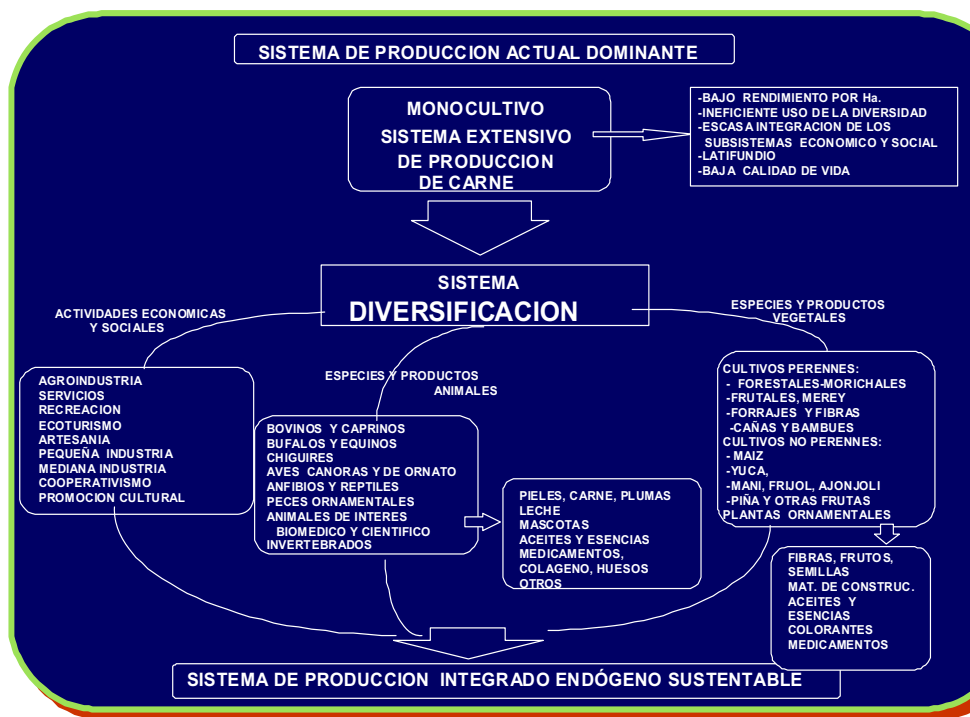 SISTEMA DE PRODUCCION ACTUAL DOMINANTE
MONOCULTIVO
SISTEMA EXTENSIVO
DE PRODUCCION
DE CARNE
-BAJO RENDIMIENTO POR Ha.
-INEFICIENTE USO DE LA DIVERSIDAD
-ESCASA INTEGRACION DE LOS
SUBSISTEMAS ECONOMICO Y SOCIAL
-LATIFUNDIO
-BAJA CALIDAD DE VIDA
SISTEMA
DIVERSIFICACION
ACTIVIDADES ECONOMICAS
Y SOCIALES
AGROINDUSTRIA
SERVICIOS
RECREACION
ECOTURISMO
ARTESANIA
PEQUEÑA INDUSTRIA
MEDIANA INDUSTRIA
COOPERATIVISMO
PROMOCION CULTURAL
ESPECIES Y PRODUCTOS
ANIMALES
BOVINOS Y CAPRINOS
BUFALOS Y EQUINOS
CHIGUIRES
AVES CANORAS Y DE ORNATO
ANFIBIOS Y REPTILES
PECES ORNAMENTALES
ANIMALES DE INTERES
BIOMEDICO Y CIENTIFICO
INVERTEBRADOS
PIELES, CARNE, PLUMAS
LECHE
MASCOTAS
ACEITES Y ESENCIAS
MEDICAMENTOS,
COLAGENO, HUESOS
OTROS
ESPECIES Y PRODUCTOS
VEGETALES
CULTIVOS PERENNES:
- FORESTALES-MORICHALES
-FRUTALES, MEREY
-FORRAJES Y FIBRAS
-CAÑAS Y BAMBUES
CULTIVOS NO PERENNES:
- MAIZ
-YUCA,
-MANI, FRIJOL, AJONJOLI
-PIÑA Y OTRAS FRUTAS
PLANTAS ORNAMENTALES
FIBRAS, FRUTOS,
SEMILLAS
MAT. DE CONSTRUC.
ACEITES Y
ESENCIAS
COLORANTES
MEDICAMENTOS
SISTEMA DE PRODUCCION INTEGRADO ENDÓGENO SUSTENTABLE